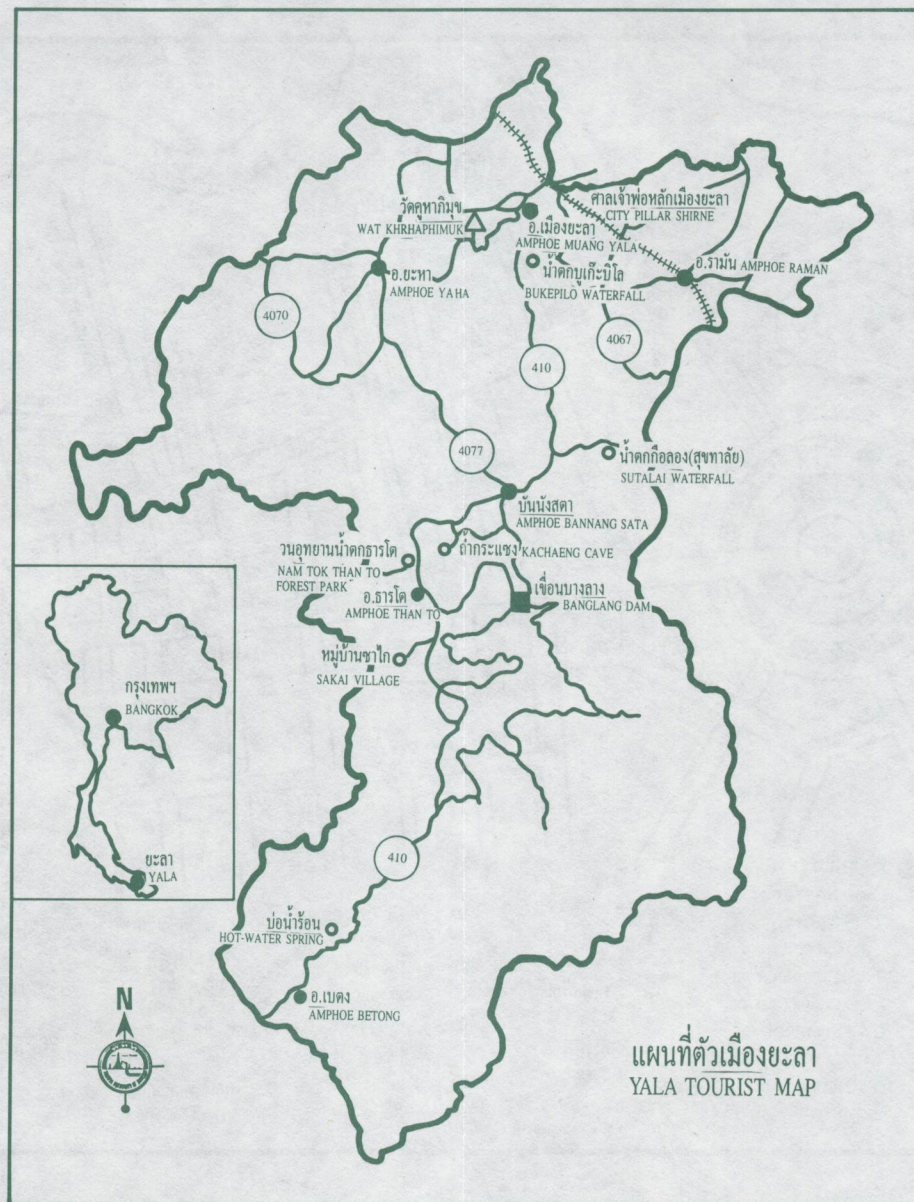 ศาลเจ้าพ่อหลักเมืองยะลา
CITY PILLAR SHIRNE
วัดคูหาภิมุข
WAT KHRHAPHIMUK
อ.เมืองยะลา
AMPHOE MUANG YALA
อ.รามัน AMPHOE RAMAN
น้ำตกบูเก๊ะบิโล
BUKEPILO WATERFALL
อ.ยะหา
AMPHOE YAHA
4070
4067
410
4077
น้ำตกกือลอง(สุขทาลัย)
SUTALAI WATERFALL
บันนังสตา
AMPHOE BANNANG SATA
วนอุทยานน้ำตกธารโต
NAM TOK THAN TO
FOREST PARK
ถ้ำกระแชง KACHAENG CAVE
อ.ธารโต
AMPHOE THAN TO
เขื่อนบางลาง
BANGLANG DAM
หมู่บ้านซาไก
SAKAI VILLAGE
กรุงเทพฯ
BANGKOK
ยะลา
YALA
410
บ่อน้ำร้อน
HOT-WATER SPRING
อ.เบตง
AMPHOE BETONG
N
แผนที่ตัวเมืองยะลา
YALA TOURIST MAP